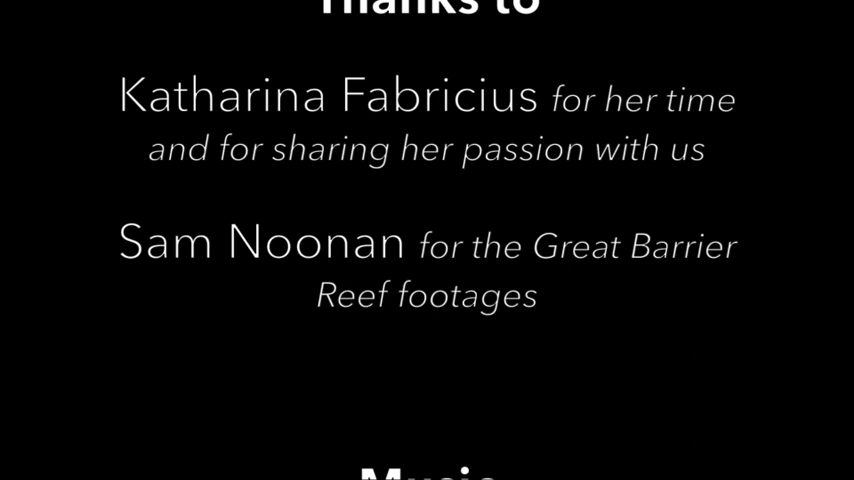 Thanks to
Katharina Fabricius for her time
and for sharing her passion with us
Sam Noonan for the Great Barrier
Reef footages
Music